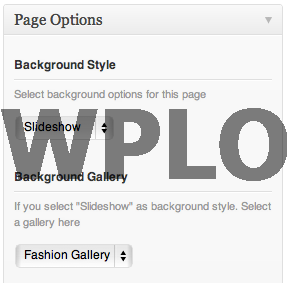 Page Options
Background Style
Select background options for this page
WPLO
Slideshow
Background Gallery
If you select "Slideshow" as background style. Select
a gallery here
Fashion Gallery